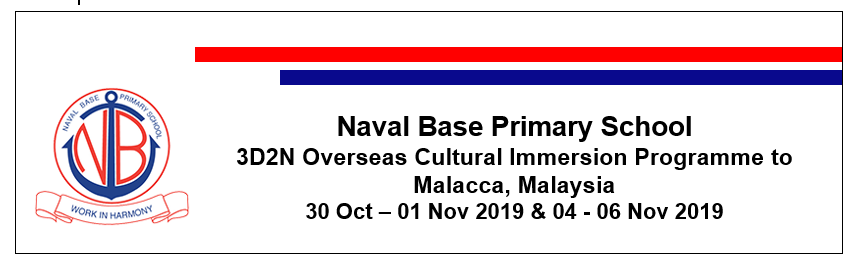 NAVAL BASE PRIMARY SCHOOL
NB
WORK IN HARMONY
Naval Base Primary School
3D2N Overseas Cultural Immersion Programme to
Malacca, Malaysia
30 Oct – 01 Nov 2019 & 04 - 06 Nov 2019